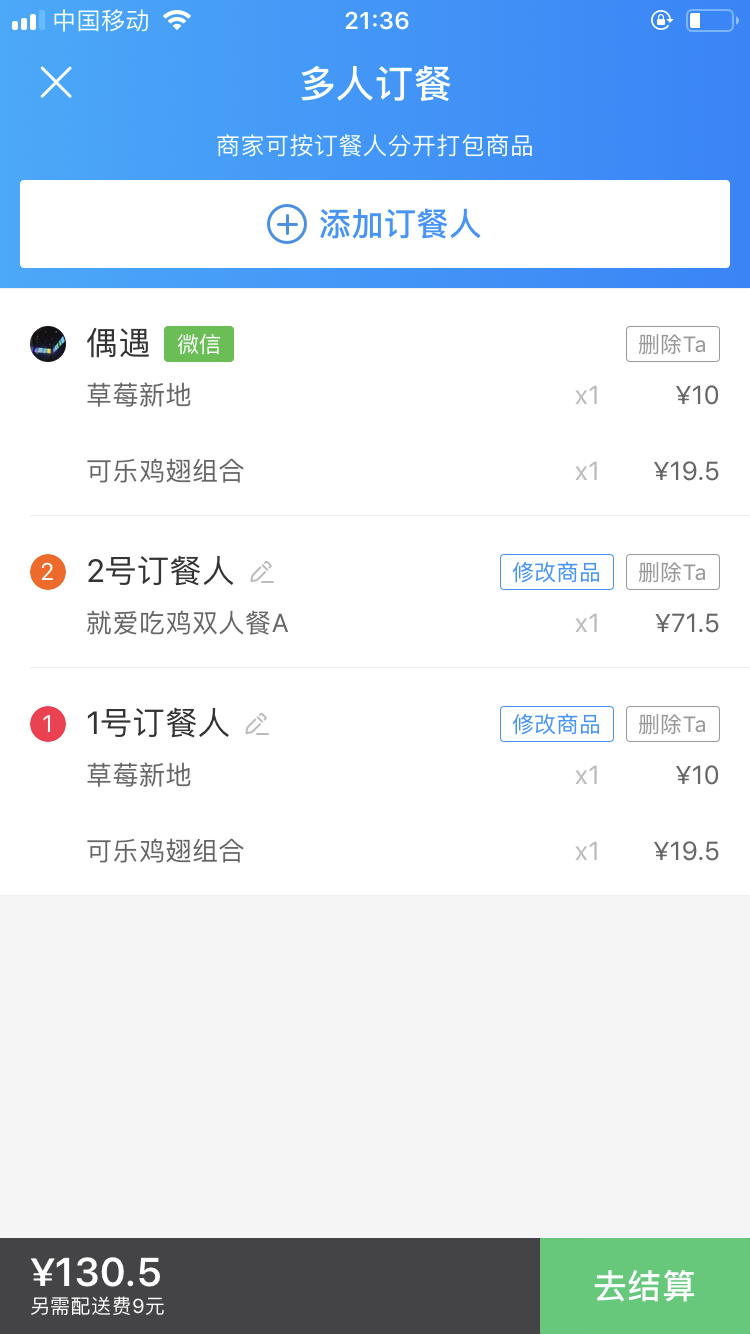 中国移动 21:36
多人订餐
商家可按订餐人分开打包商品
添加订餐人
偶遇 微信 删除Ta
草莓新地 x1 ¥10
可乐鸡翅组合 x1 ¥19.5
2 2号订餐人 修改商品 删除Ta
就爱吃鸡双人餐A x1 ¥71.5
1 1号订餐人 修改商品 删除Ta
草莓新地 x1 ¥10
可乐鸡翅组合 x1 ¥19.5
¥130.5
另需配送费9元
去结算